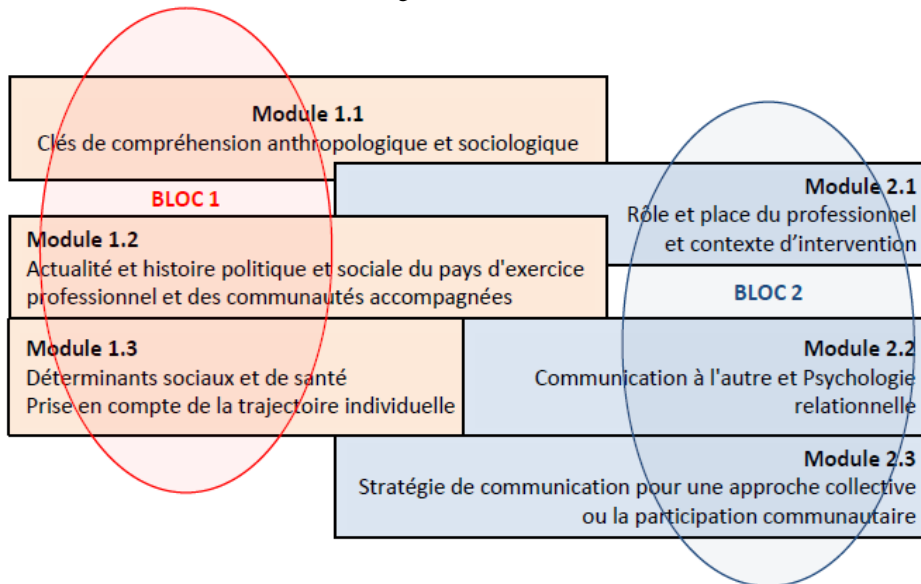 Module 1.1
Clés de compréhension anthropologique et sociologique
BLOC 1
Module 1.2
Actualité et histoire politique et sociale du pays d'exercice
professionnel et des communautés accompagnées
Module 1.3
Déterminants sociaux et de santé
Prise en compte de la trajectoire individuelle
Module 2.1
Rôle et place du professionnel
et contexte d’intervention
BLOC 2
Module 2.2
Communication à l'autre et Psychologie
relationnelle
Module 2.3
Stratégie de communication pour une approche collective
ou la participation communautaire